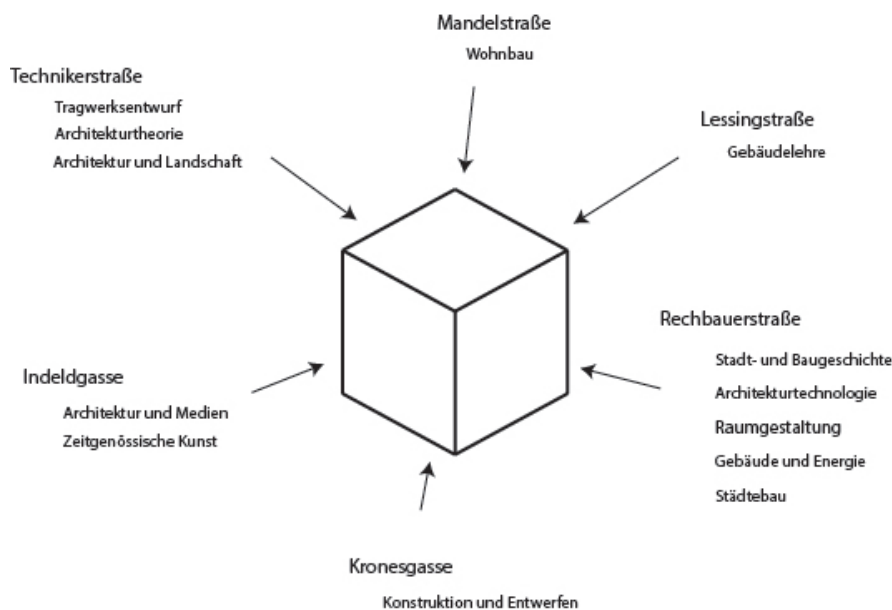 Mandelstraße
Wohnbau
Technikerstraße
Tragwerksentwurf
Architekturtheorie
Architektur und Landschaft
Lessingstraße
Gebäudelehre
Rechbauerstraße
Stadt- und Baugeschichte
Architekturtechnologie
Raumgestaltung
Gebäude und Energie
Städtebau
Indeldgasse
Architektur und Medien
Zeitgenössische Kunst
Kronesgasse
Konstruktion und Entwerfen